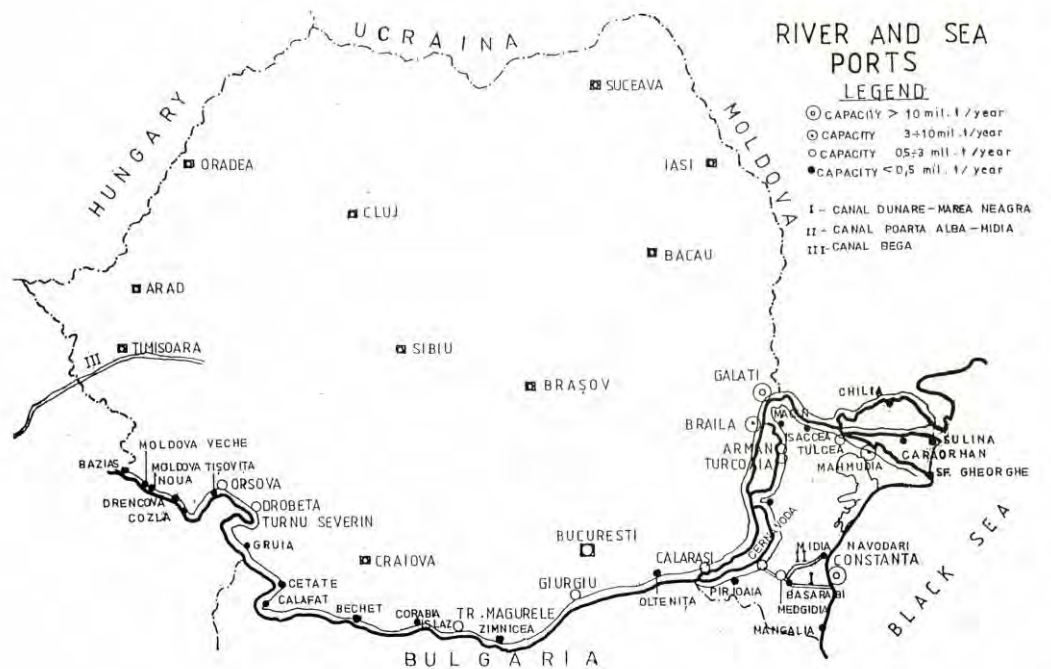 RIVER AND SEA
PORTS
LEGEND
CAPACITY > 10 mil. t/year
CAPACITY 3÷10 mil. t/year
CAPACITY 0,5÷3 mil. t/year
CAPACITY < 0,5 mil. t/year
I - CANAL DUNARE-MAREA NEAGRA
II - CANAL POARTA ALBA-MIDIA
III- CANAL BEGA
UCRAINA
HUNGARY
MOLDOVA
SUCEAVA
ORADEA
IASI
CLUJ
BACAU
ARAD
III
TIMISOARA
SIBIU
BRAȘOV
GALATI
CHILIA
BRAILA
MACIN
ISACCEA
TULCEA
SULINA
CARAORMAN
ARMAN
TURCOAIA
MAHMUDIA
SF. GHEORGHE
MOLDOVA VECHE
BAZIAS
MOLDOVA
NOUA
TISOVITA
ORSOVA
DRENCOVA
COZLA
DROBETA
TURNU SEVERIN
GRUIA
BUCURESTI
CRAIOVA
CALARASI
CERNAVODA
II
MIDIA
NAVODARI
CONSTANTA
I
BASARABI
MEDGIDIA
PIRJOAIA
MANGALIA
CETATE
CALAFAT
BECHET
CORABIA
ISLAZ
TR. MAGURELE
ZIMNICEA
GIURGIU
OLTENIȚA
BLACK SEA
BULGARIA